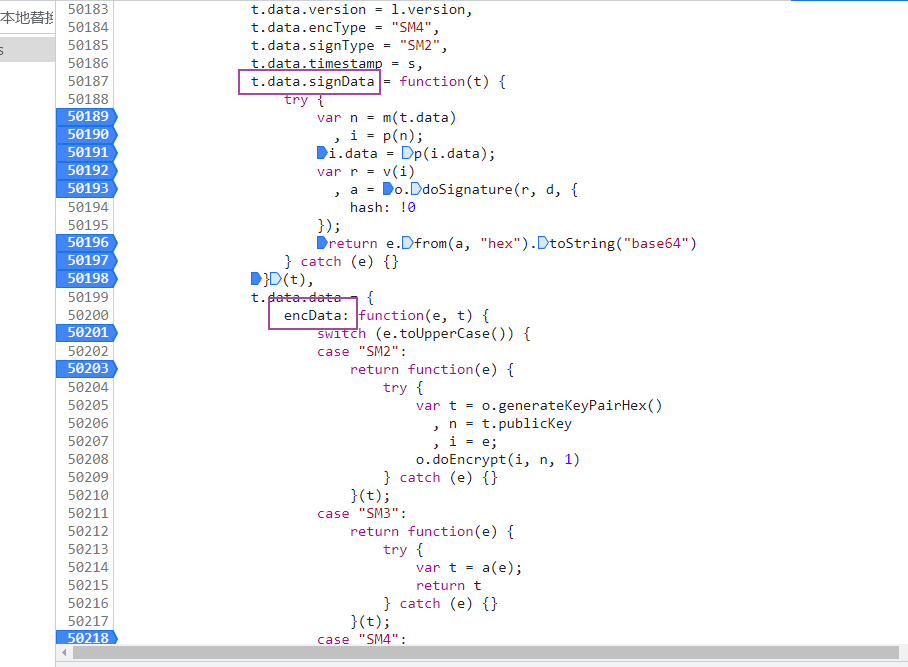 本地替换
s
50183 t.data.version = l.version,
50184 t.data.encType = "SM4",
50185 t.data.signType = "SM2",
50186 t.data.timestamp = s,
50187 t.data.signData = function(t) {
50188 try {
50189 var n = m(t.data)
50190 , i = p(n);
50191 i.data = p(i.data);
50192 var r = v(i)
50193 , a = o.doSignature(r, d, {
50194 hash: !0
50195 });
50196 return e.from(a, "hex").toString("base64")
50197 } catch (e) {}
50198 }(t),
50199 t.data.data = {
50200 encData: function(e, t) {
50201 switch (e.toUpperCase()) {
50202 case "SM2":
50203 return function(e) {
50204 try {
50205 var t = o.generateKeyPairHex()
50206 , n = t.publicKey
50207 , i = e;
50208 o.doEncrypt(i, n, 1)
50209 } catch (e) {}
50210 }(t);
50211 case "SM3":
50212 return function(e) {
50213 try {
50214 var t = a(e);
50215 return t
50216 } catch (e) {}
50217 }(t);
50218 case "SM4":